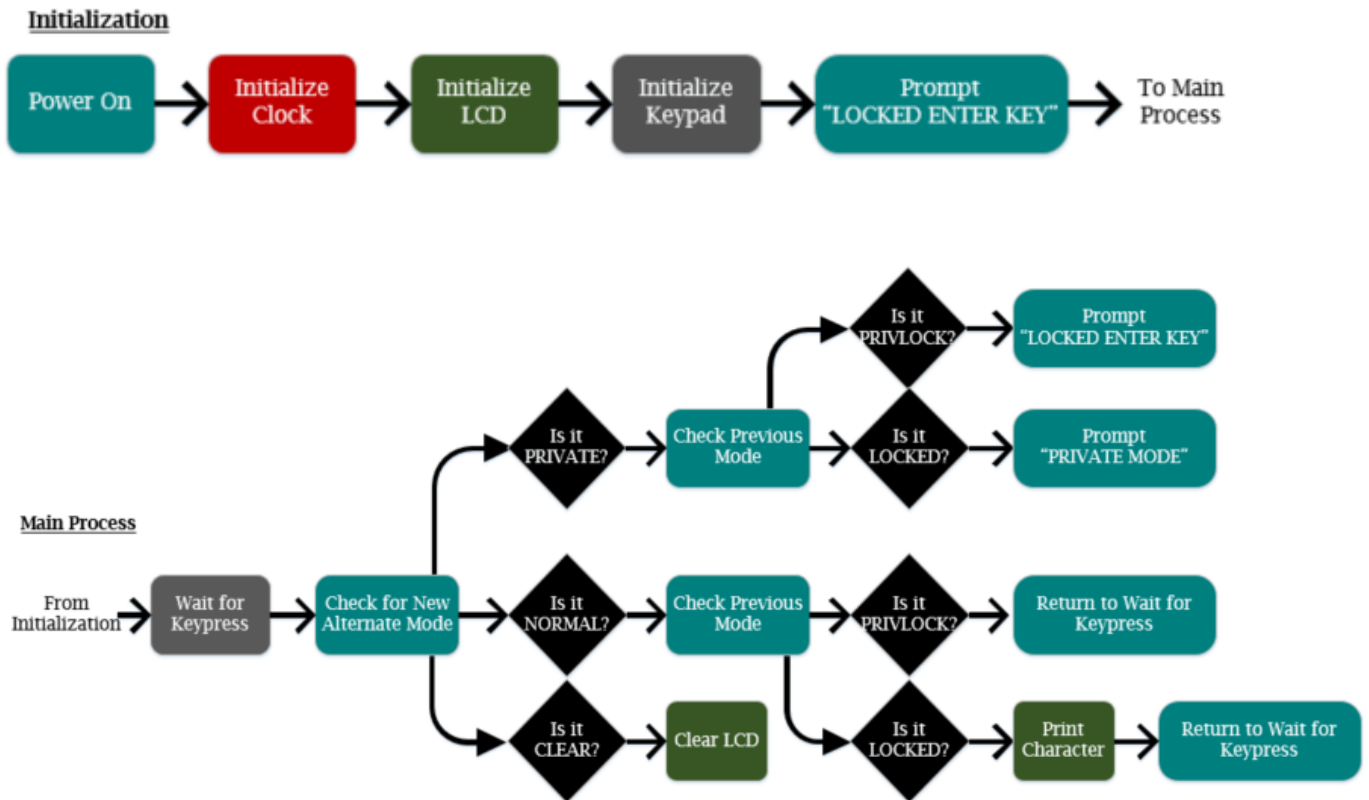 Initialization
Power On
Initialize
Clock
Initialize
LCD
Initialize
Keypad
Prompt
“LOCKED ENTER KEY”
To Main
Process
Is it
PRIVLOCK?
Prompt
“LOCKED ENTER KEY”
Is it
PRIVATE?
Check Previous
Mode
Is it
LOCKED?
Prompt
“PRIVATE MODE”
Main Process
From
Initialization
Wait for
Keypress
Check for New
Alternate Mode
Is it
NORMAL?
Check Previous
Mode
Is it
PRIVLOCK?
Return to Wait for
Keypress
Is it
CLEAR?
Clear LCD
Is it
LOCKED?
Print
Character
Return to Wait for
Keypress